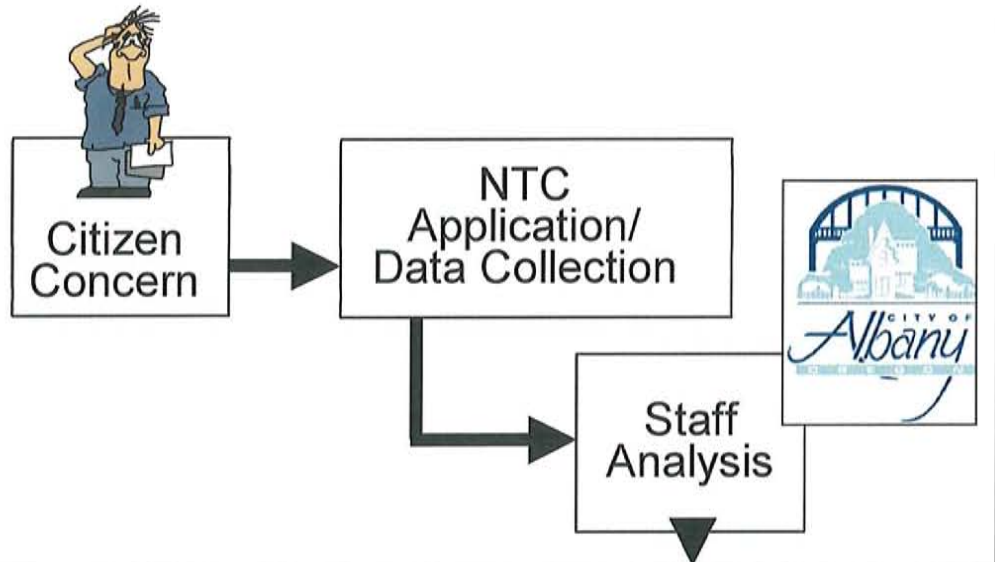 Citizen
Concern
NTC
Application/
Data Collection
CITY OF
Albany
OREGON
Staff
Analysis